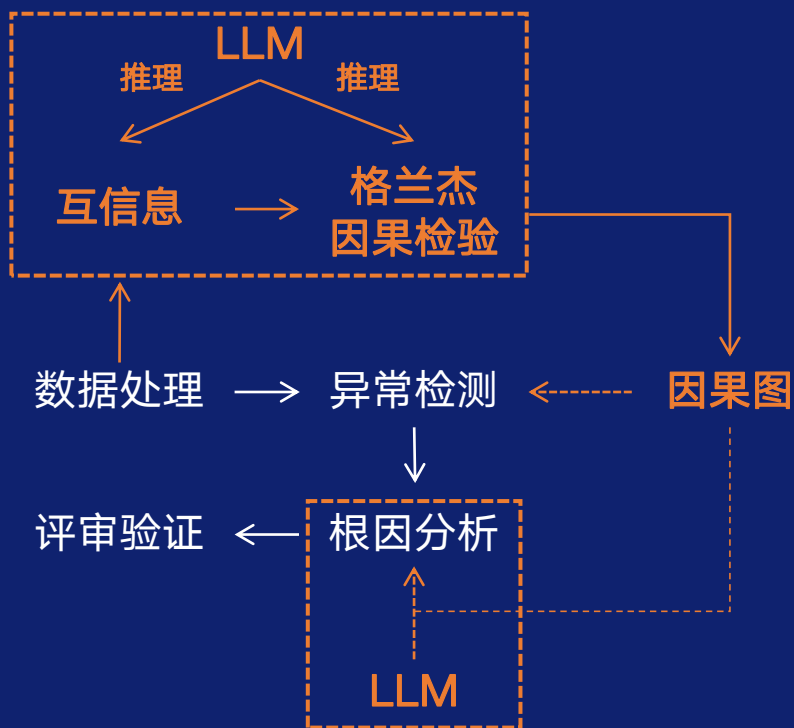 LLM
推理
推理
互信息
格兰杰
因果检验
数据处理
异常检测
因果图
评审验证
根因分析
LLM